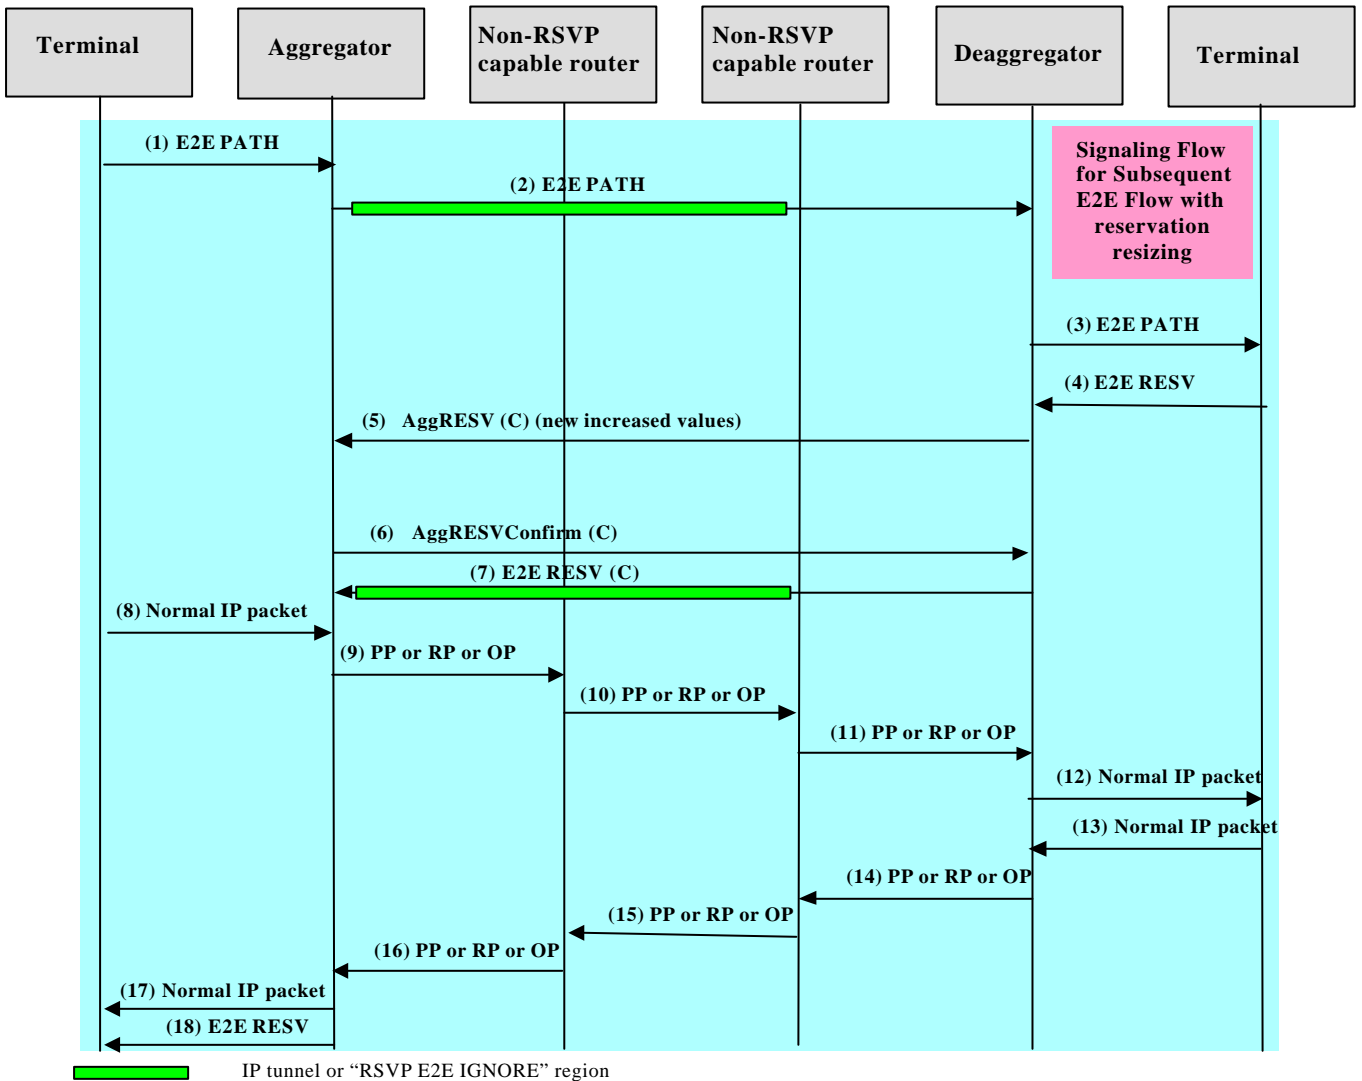 Terminal
Aggregator
Non-RSVP
capable router
Non-RSVP
capable router
Deaggregator
Terminal
(1) E2E PATH
Signaling Flow
for Subsequent
E2E Flow with
reservation
resizing
(2) E2E PATH
(3) E2E PATH
(4) E2E RESV
(5) AggRESV (C) (new increased values)
(6) AggRESVConfirm (C)
(7) E2E RESV (C)
(8) Normal IP packet
(9) PP or RP or OP
(10) PP or RP or OP
(11) PP or RP or OP
(12) Normal IP packet
(13) Normal IP packet
(14) PP or RP or OP
(15) PP or RP or OP
(16) PP or RP or OP
(17) Normal IP packet
(18) E2E RESV
IP tunnel or “RSVP E2E IGNORE” region